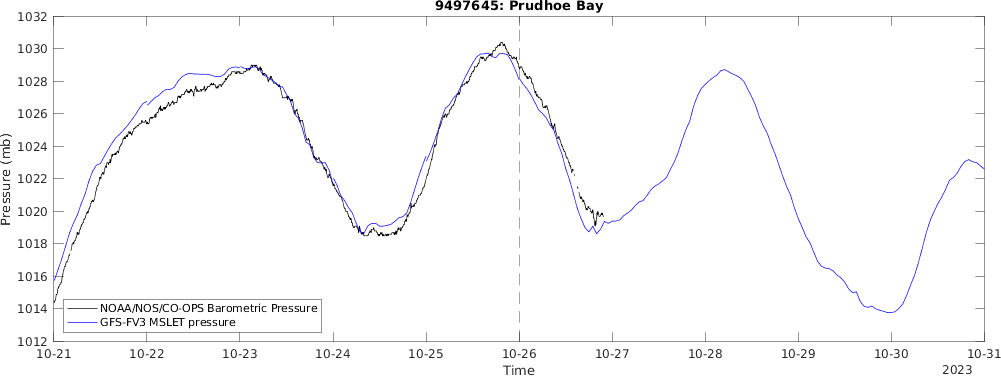 9497645: Prudhoe Bay
Pressure (mb)
1032
1030
1028
1026
1024
1022
1020
1018
1016
1014
1012
NOAA/NOS/CO-OPS Barometric Pressure
GFS-FV3 MSLET pressure
10-21 10-22 10-23 10-24 10-25 10-26 10-27 10-28 10-29 10-30 10-31
Time
2023